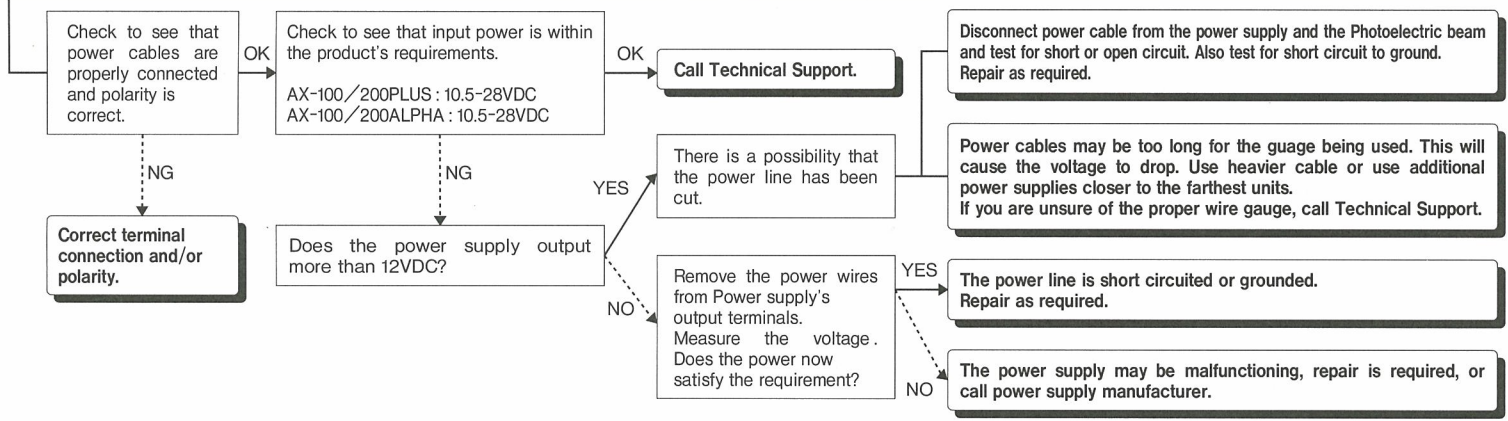 Check to see that
power cables are
properly connected
and polarity is
correct.
OK
Check to see that input power is within
the product's requirements.
AX-100/200PLUS : 10.5-28VDC
AX-100/200ALPHA : 10.5-28VDC
OK
Call Technical Support.
NG
Correct terminal
connection and/or
polarity.
NG
Does the power supply output
more than 12VDC?
YES
There is a possibility that
the power line has been
cut.
Disconnect power cable from the power supply and the Photoelectric beam
and test for short or open circuit. Also test for short circuit to ground.
Repair as required.
Power cables may be too long for the guage being used. This will
cause the voltage to drop. Use heavier cable or use additional
power supplies closer to the farthest units.
If you are unsure of the proper wire gauge, call Technical Support.
NO
Remove the power wires
from Power supply's
output terminals.
Measure the voltage.
Does the power now
satisfy the requirement?
YES
The power line is short circuited or grounded.
Repair as required.
NO
The power supply may be malfunctioning, repair is required, or
call power supply manufacturer.